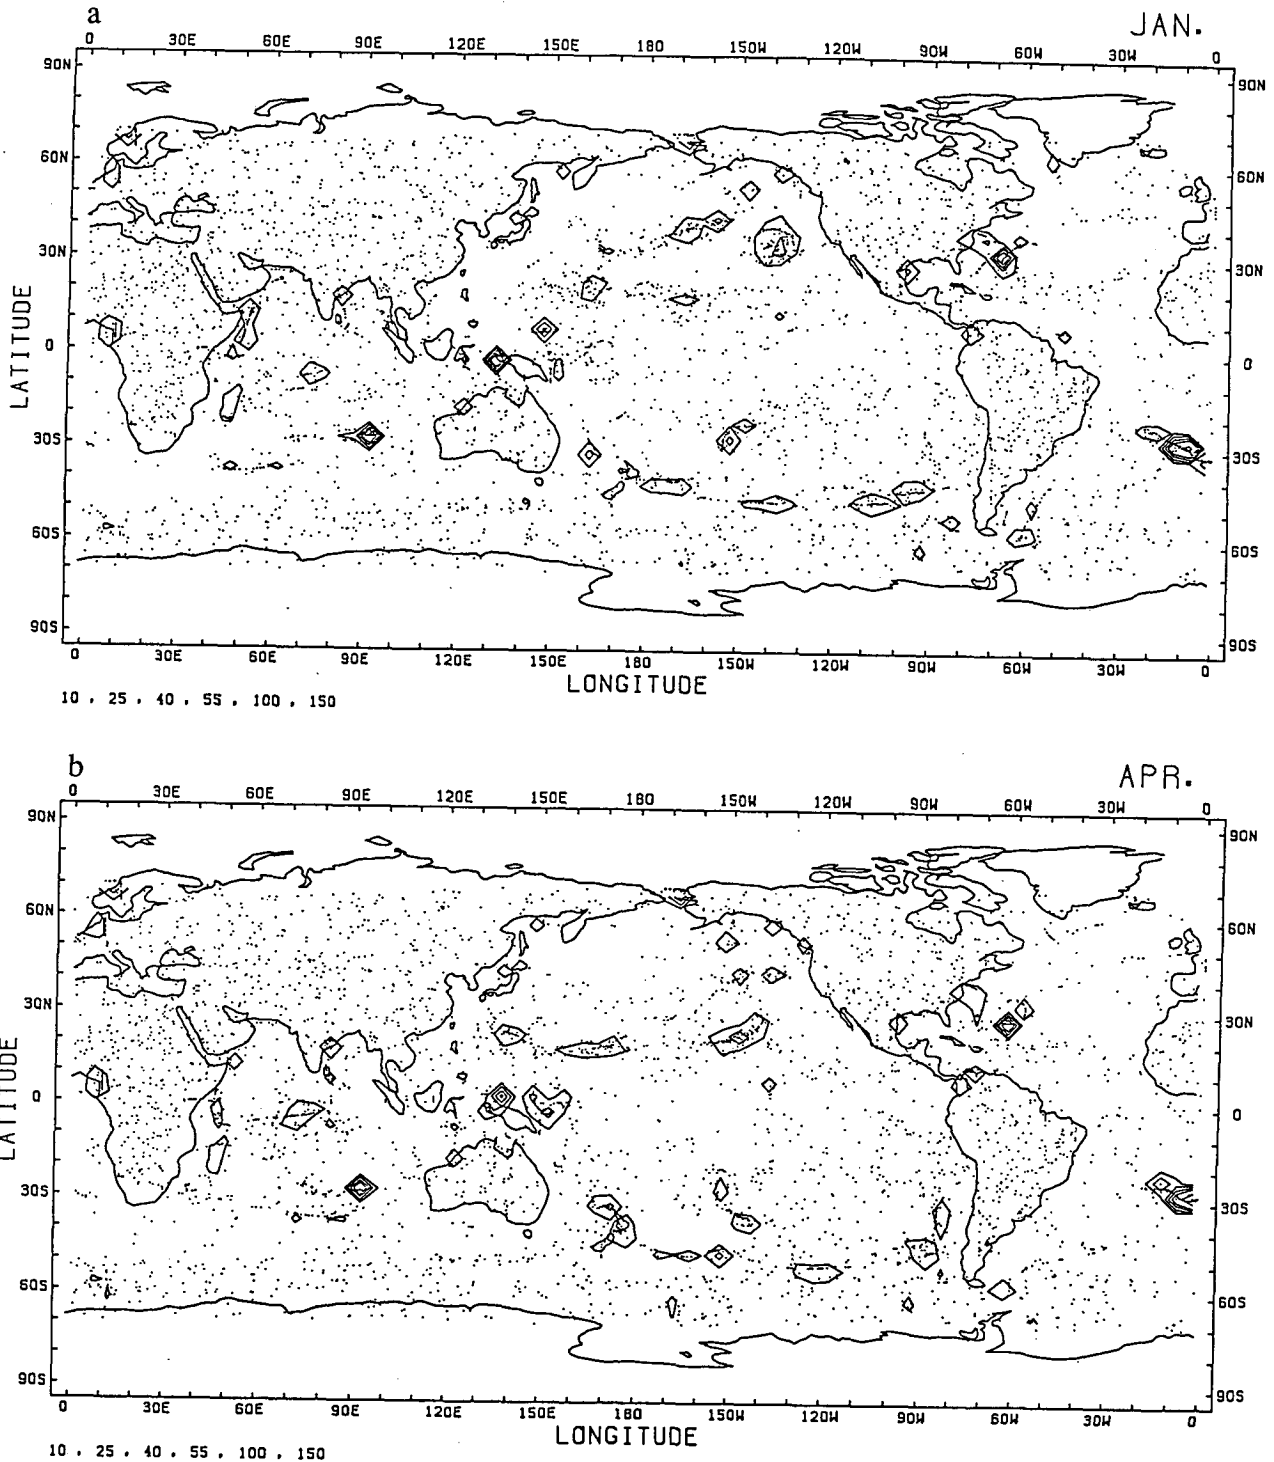 a
JAN.
0 30E 60E 90E 120E 150E 180 150W 120W 90W 60W 30W 0
90N 90N
60N 60N
30N 30N
0 0
30S 30S
60S 60S
90S 90S
LATITUDE
0 30E 60E 90E 120E 150E 180 150W 120W 90W 60W 30W 0
LONGITUDE
10 , 25 , 40 , 55 , 100 , 150
b
APR.
0 30E 60E 90E 120E 150E 180 150W 120W 90W 60W 30W 0
90N 90N
60N 60N
30N 30N
0 0
30S 30S
60S 60S
90S 90S
LATITUDE
0 30E 60E 90E 120E 150E 180 150W 120W 90W 60W 30W 0
LONGITUDE
10 , 25 , 40 , 55 , 100 , 150